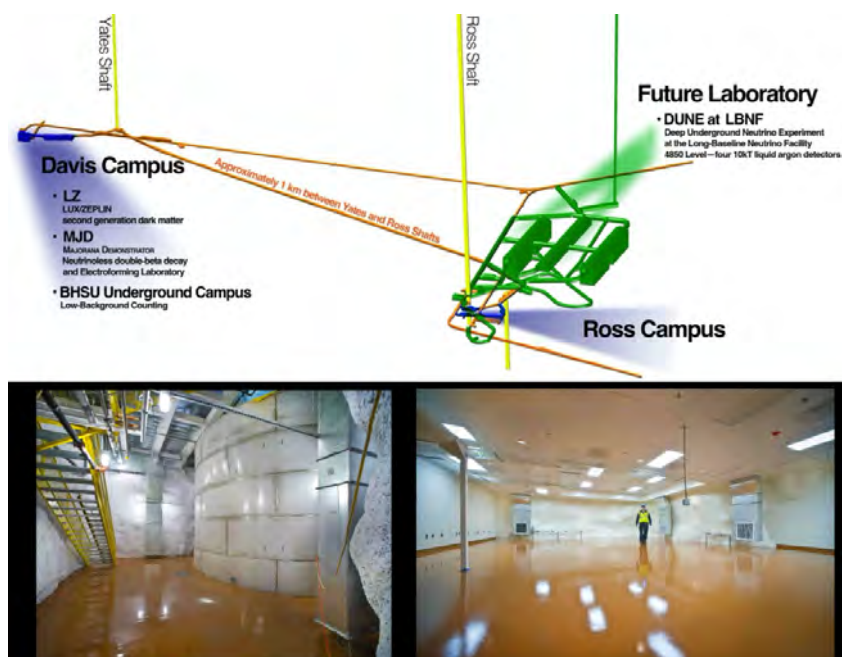 Yates Shaft
Ross Shaft
Future Laboratory
• DUNE at LBNF
Deep Underground Neutrino Experiment
at the Long-Baseline Neutrino Facility
4850 Level—four 10kT liquid argon detectors
Davis Campus
• LZ
LUX/ZEPLIN
second generation dark matter
• MJD
MAJORANA DEMONSTRATOR
Neutrinoless double-beta decay
and Electroforming Laboratory
• BHSU Underground Campus
Low-Background Counting
Approximately 1 km between Yates and Ross Shafts
Ross Campus